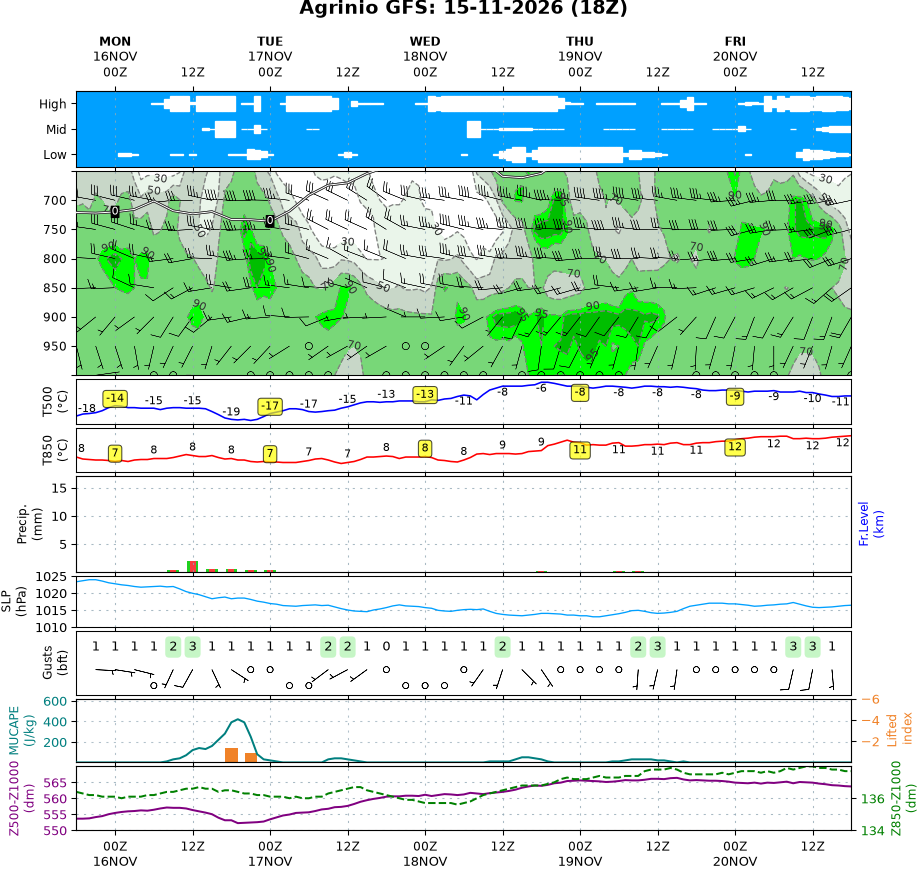 Agrinio GFS: 15-11-2026 (18Z)
MON TUE WED THU FRI
16NOV 17NOV 18NOV 19NOV 20NOV
00Z 12Z 00Z 12Z 00Z 12Z 00Z 12Z 00Z 12Z
High
Mid
Low
700
750
800
850
900
950
T500 (°C)
-18 -14 -15 -15 -19 -17 -17 -15 -13 -13 -11 -8 -6 -8 -8 -8 -8 -9 -9 -10 -11
T850 (°C)
8 7 8 8 8 7 7 7 8 8 8 9 9 11 11 11 11 12 12 12 12
Precip. (mm)
15
10
5
Fr.Level (km)
SLP (hPa)
1025
1020
1015
1010
Gusts (bft)
1 1 1 1 2 3 1 1 1 1 1 1 2 2 1 0 1 1 1 1 1 2 1 1 1 1 1 1 2 3 1 1 1 1 1 1 3 3 1
MUCAPE (J/kg)
600
400
200
−6
−4
−2
Lifted index
Z500-Z1000 (dm)
565
560
555
550
136
134
Z850-Z1000 (dm)
00Z 12Z 00Z 12Z 00Z 12Z 00Z 12Z 00Z 12Z
16NOV 17NOV 18NOV 19NOV 20NOV